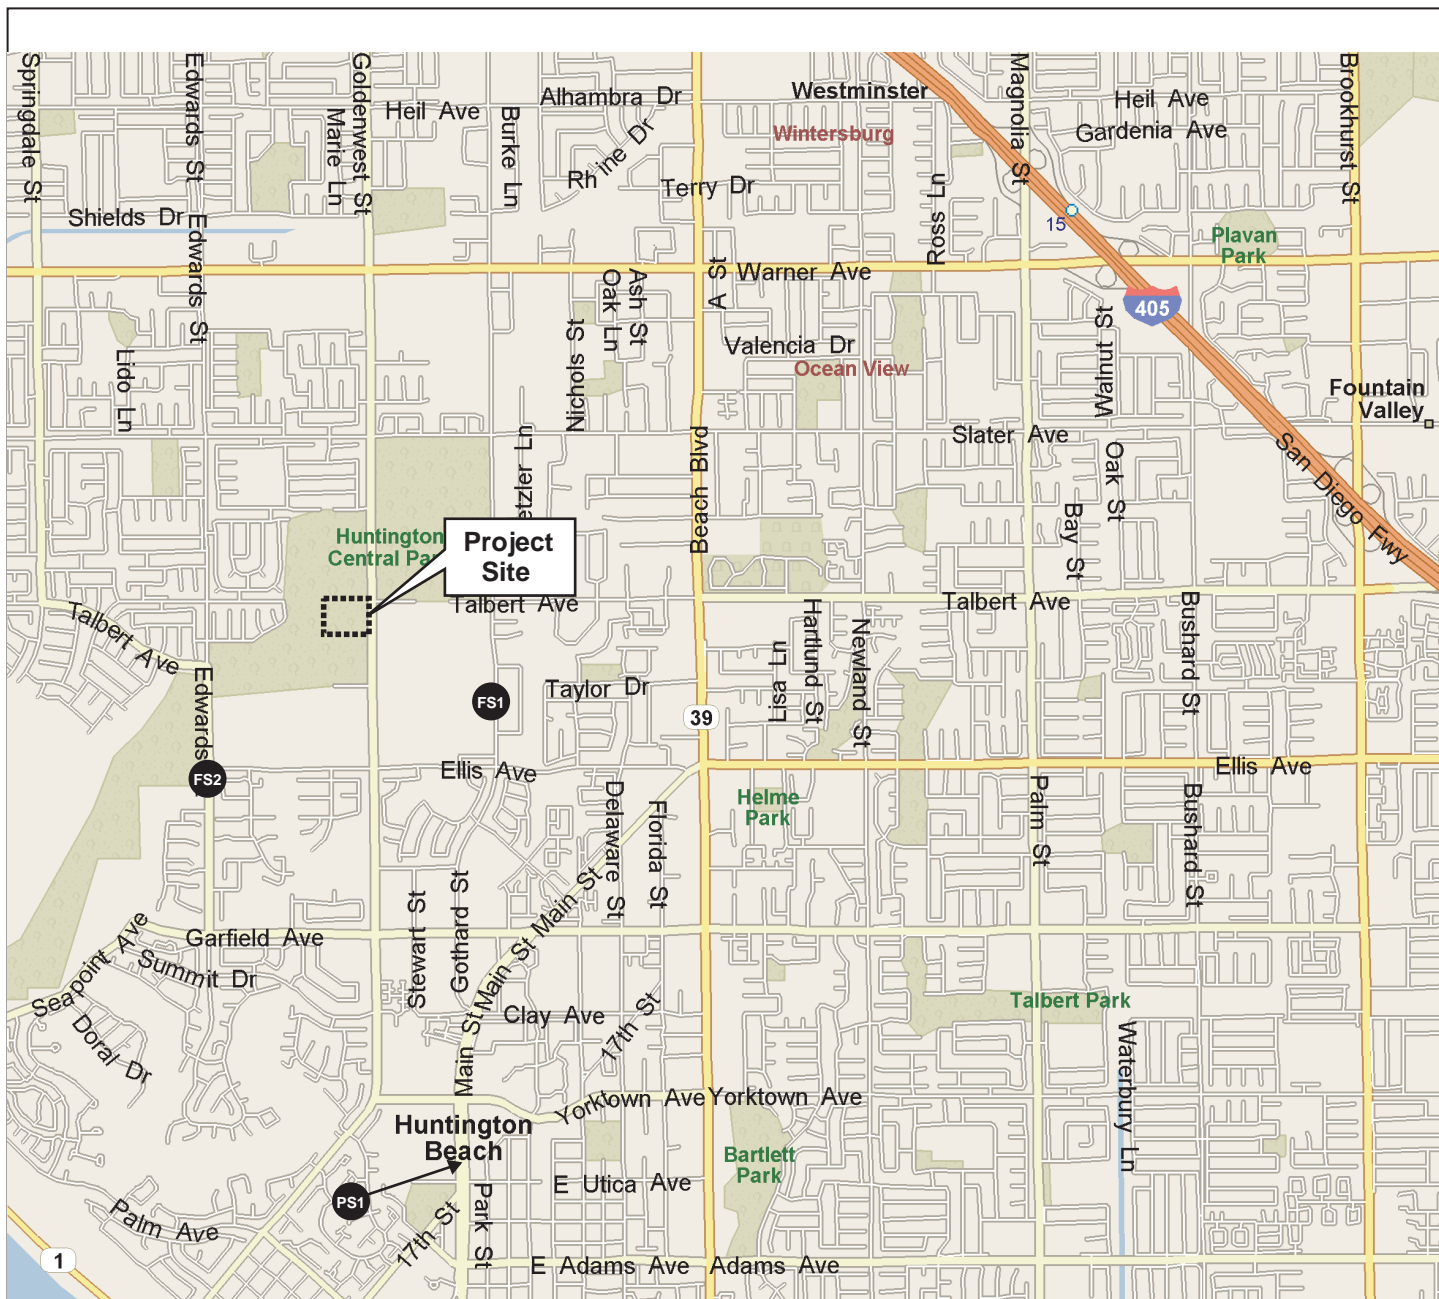 Springdale St
Edwards St
Goldenwest St
Marie Ln
Heil Ave
Burke Ln
Alhambra Dr
Rhine Dr
Terry Dr
Westminster
Wintersburg
Magnolia St
Heil Ave
Gardenia Ave
Brookhurst St
Shields Dr
Edwards St
Ross Ln
15
Plavan
Park
Oak Ln
Ash St
A St
Warner Ave
405
Nichols St
Valencia Dr
Ocean View
Walnut St
Lido Ln
Fountain
Valley
etzler Ln
Beach Blvd
Slater Ave
Oak St
San Diego Fwy
Bay St
Huntington
Central Par
Project
Site
Talbert Ave
Talbert Ave
Talbert Ave
Hartlund St
Lisa Ln
Newland St
Bushard St
Edwards
FS1
Taylor Dr
39
FS2
Ellis Ave
Ellis Ave
Helme
Park
Delaware St
Florida St
Palm St
Bushard St
Stewart St
Gothard St
Main St
Main St
Main St
Seapoint Ave
Garfield Ave
Summit Dr
Doral Dr
Clay Ave
17th St
Talbert Park
Waterbury Ln
Yorktown Ave
Yorktown Ave
Huntington
Beach
Bartlett
Park
PS1
E Utica Ave
Palm Ave
17th St
Park St
1
E Adams Ave
Adams Ave